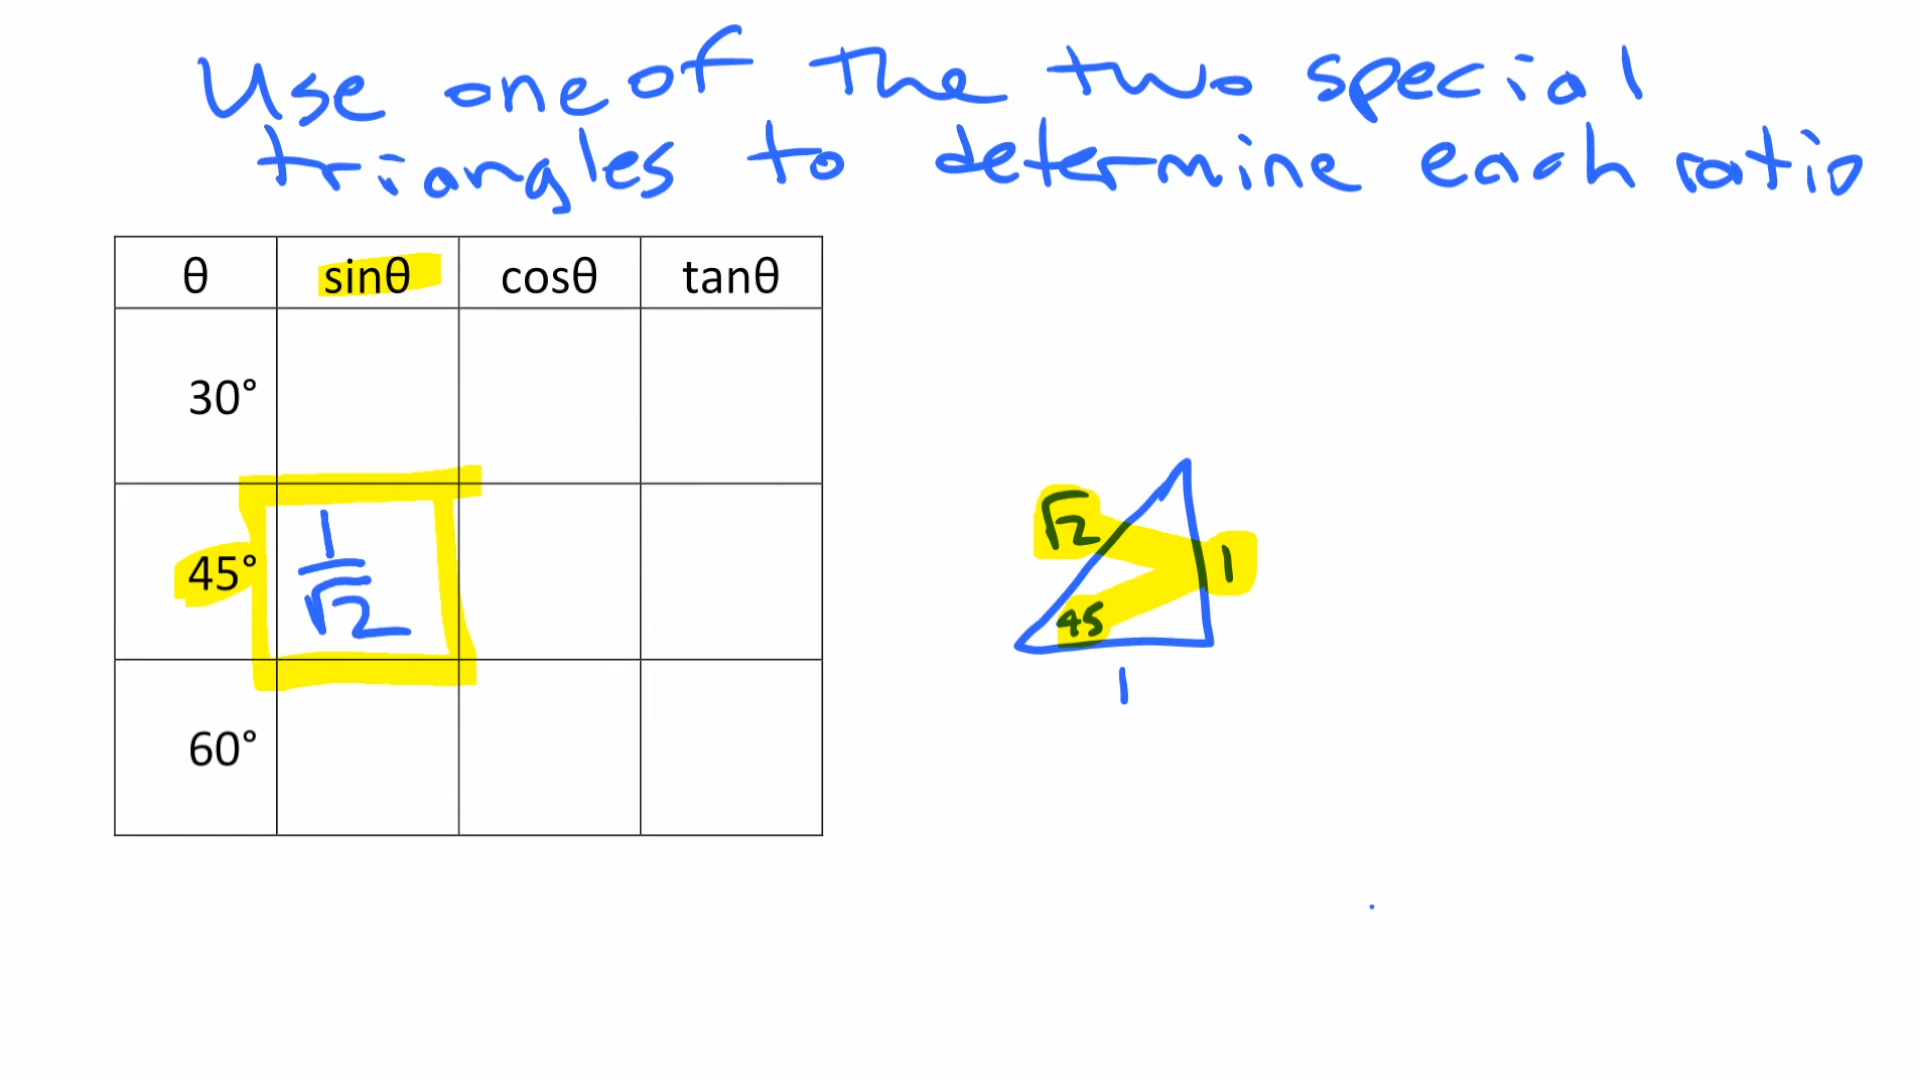 Use one of the two special
triangles to determine each ratio
θ sinθ cosθ tanθ
30°
45° 1/√2
60°
√2
1
45
1